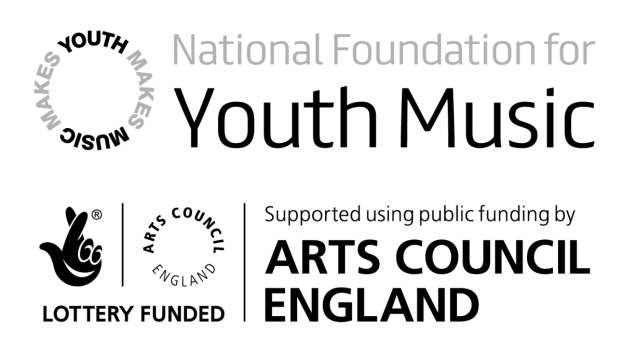 YOUTH MAKES MUSIC MAKES
National Foundation for
Youth Music
®
LOTTERY FUNDED
ARTS COUNCIL
ENGLAND
Supported using public funding by
ARTS COUNCIL
ENGLAND